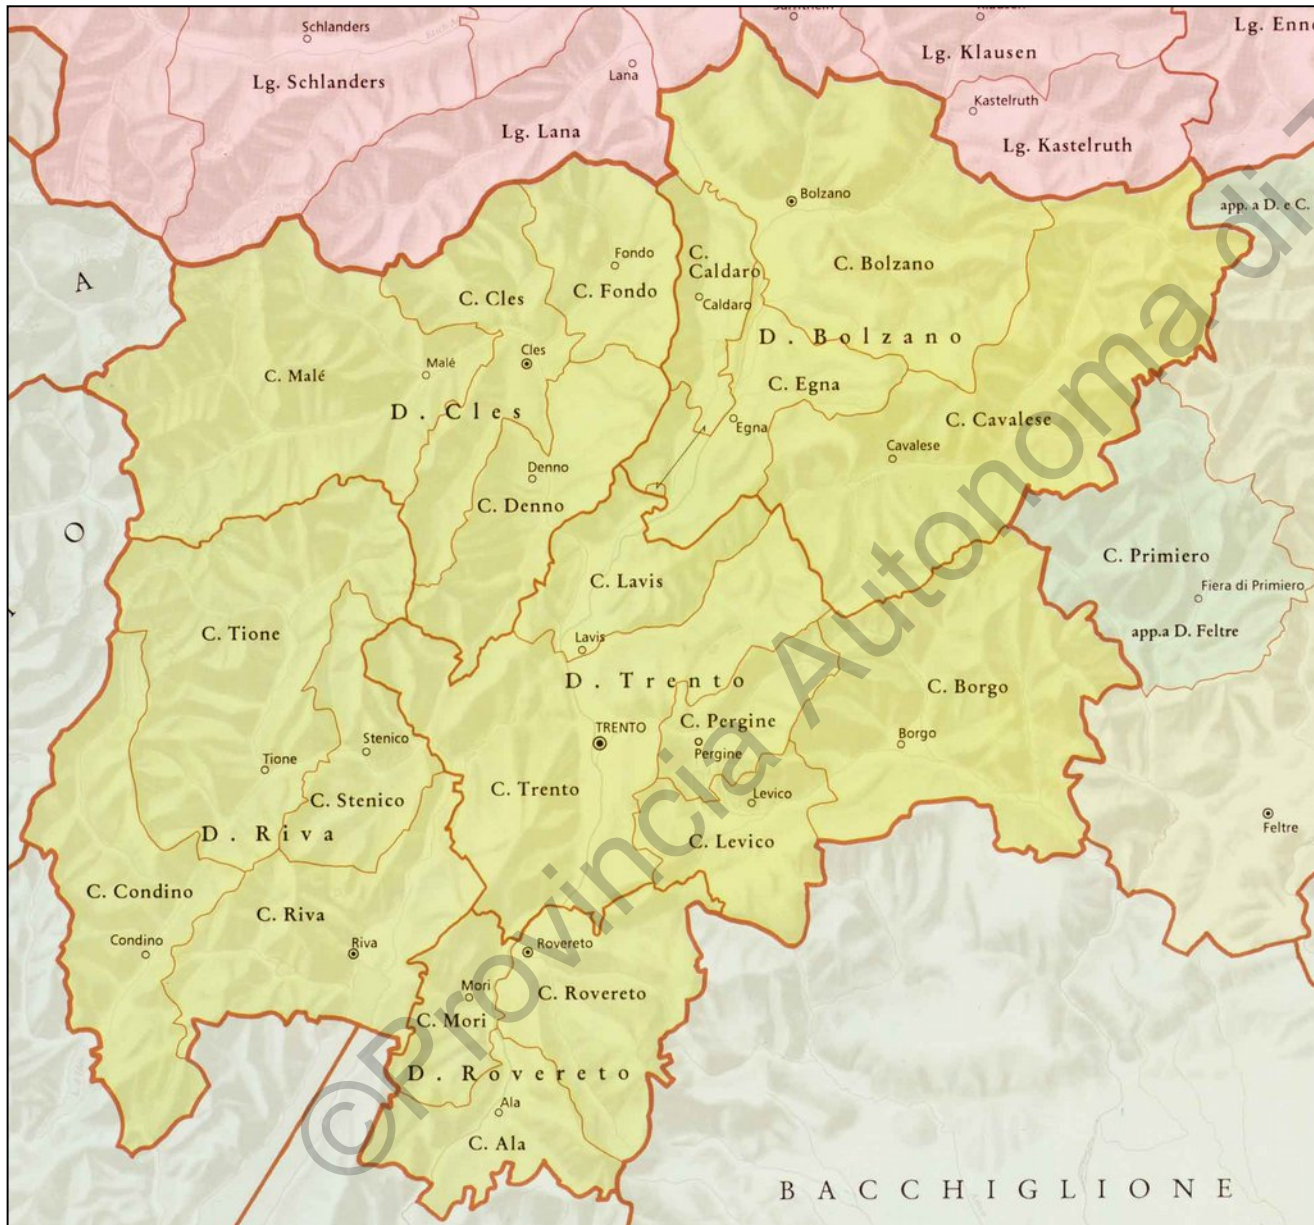 Schlanders
Lg. Schlanders
Lana
Lg. Lana
Lg. Klausen
Kastelruth
Lg. Kastelruth
app. a D. e C.
A
O
Bolzano
C. Bolzano
C.
Caldaro
Caldaro
D. Bolzano
Fondo
C. Fondo
C. Cles
Cles
Malé
C. Malé
D. Cles
C. Egna
Egna
C. Cavalese
Cavalese
Denno
C. Denno
C. Lavis
Lavis
C. Primiero
Fiera di Primiero
app.a D. Feltre
C. Tione
Tione
D. Trento
TRENTO
C. Trento
C. Pergine
Pergine
C. Borgo
Borgo
Stenico
C. Stenico
Levico
C. Levico
D. Riva
Feltre
C. Condino
Condino
C. Riva
Riva
Rovereto
C. Rovereto
Mori
C. Mori
D. Rovereto
Ala
C. Ala
BACCHIGLIONE
©Provincia Autonoma di